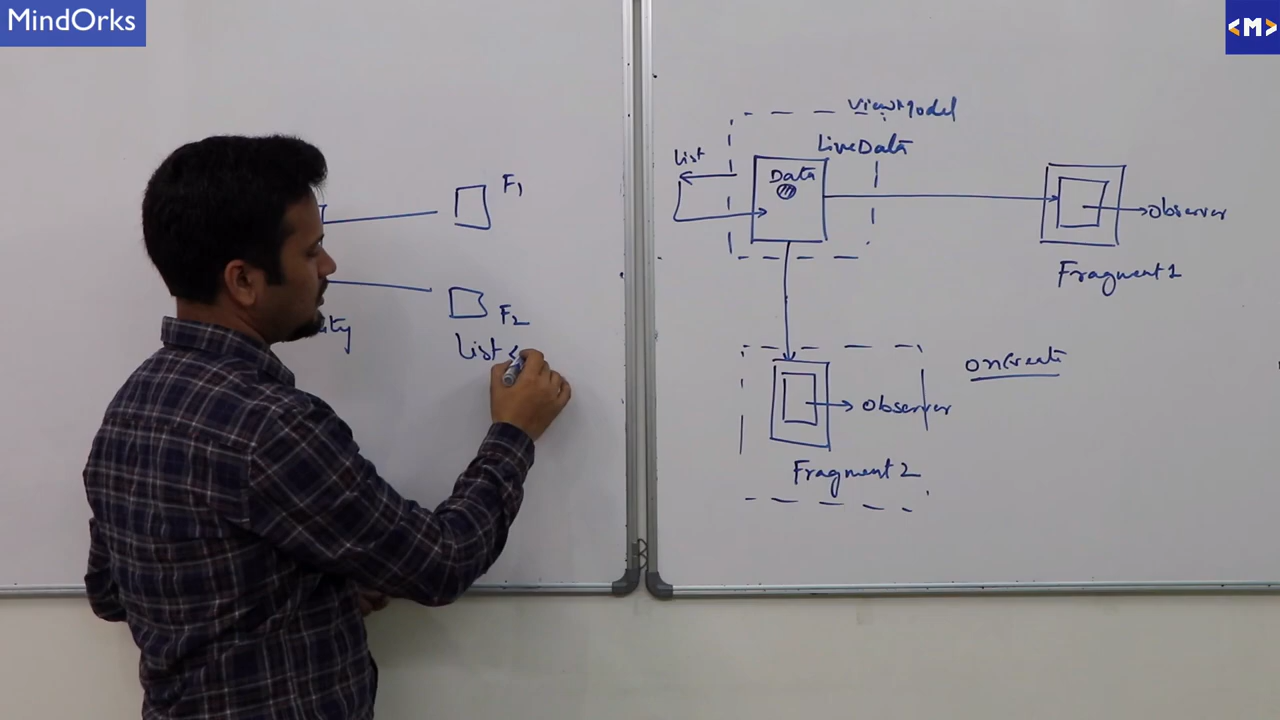 MindOrks
<M>
F1
F2
List <
ViewModel
LiveData
List
Data
Observer
Fragment 1
onCreate
Observer
Fragment 2